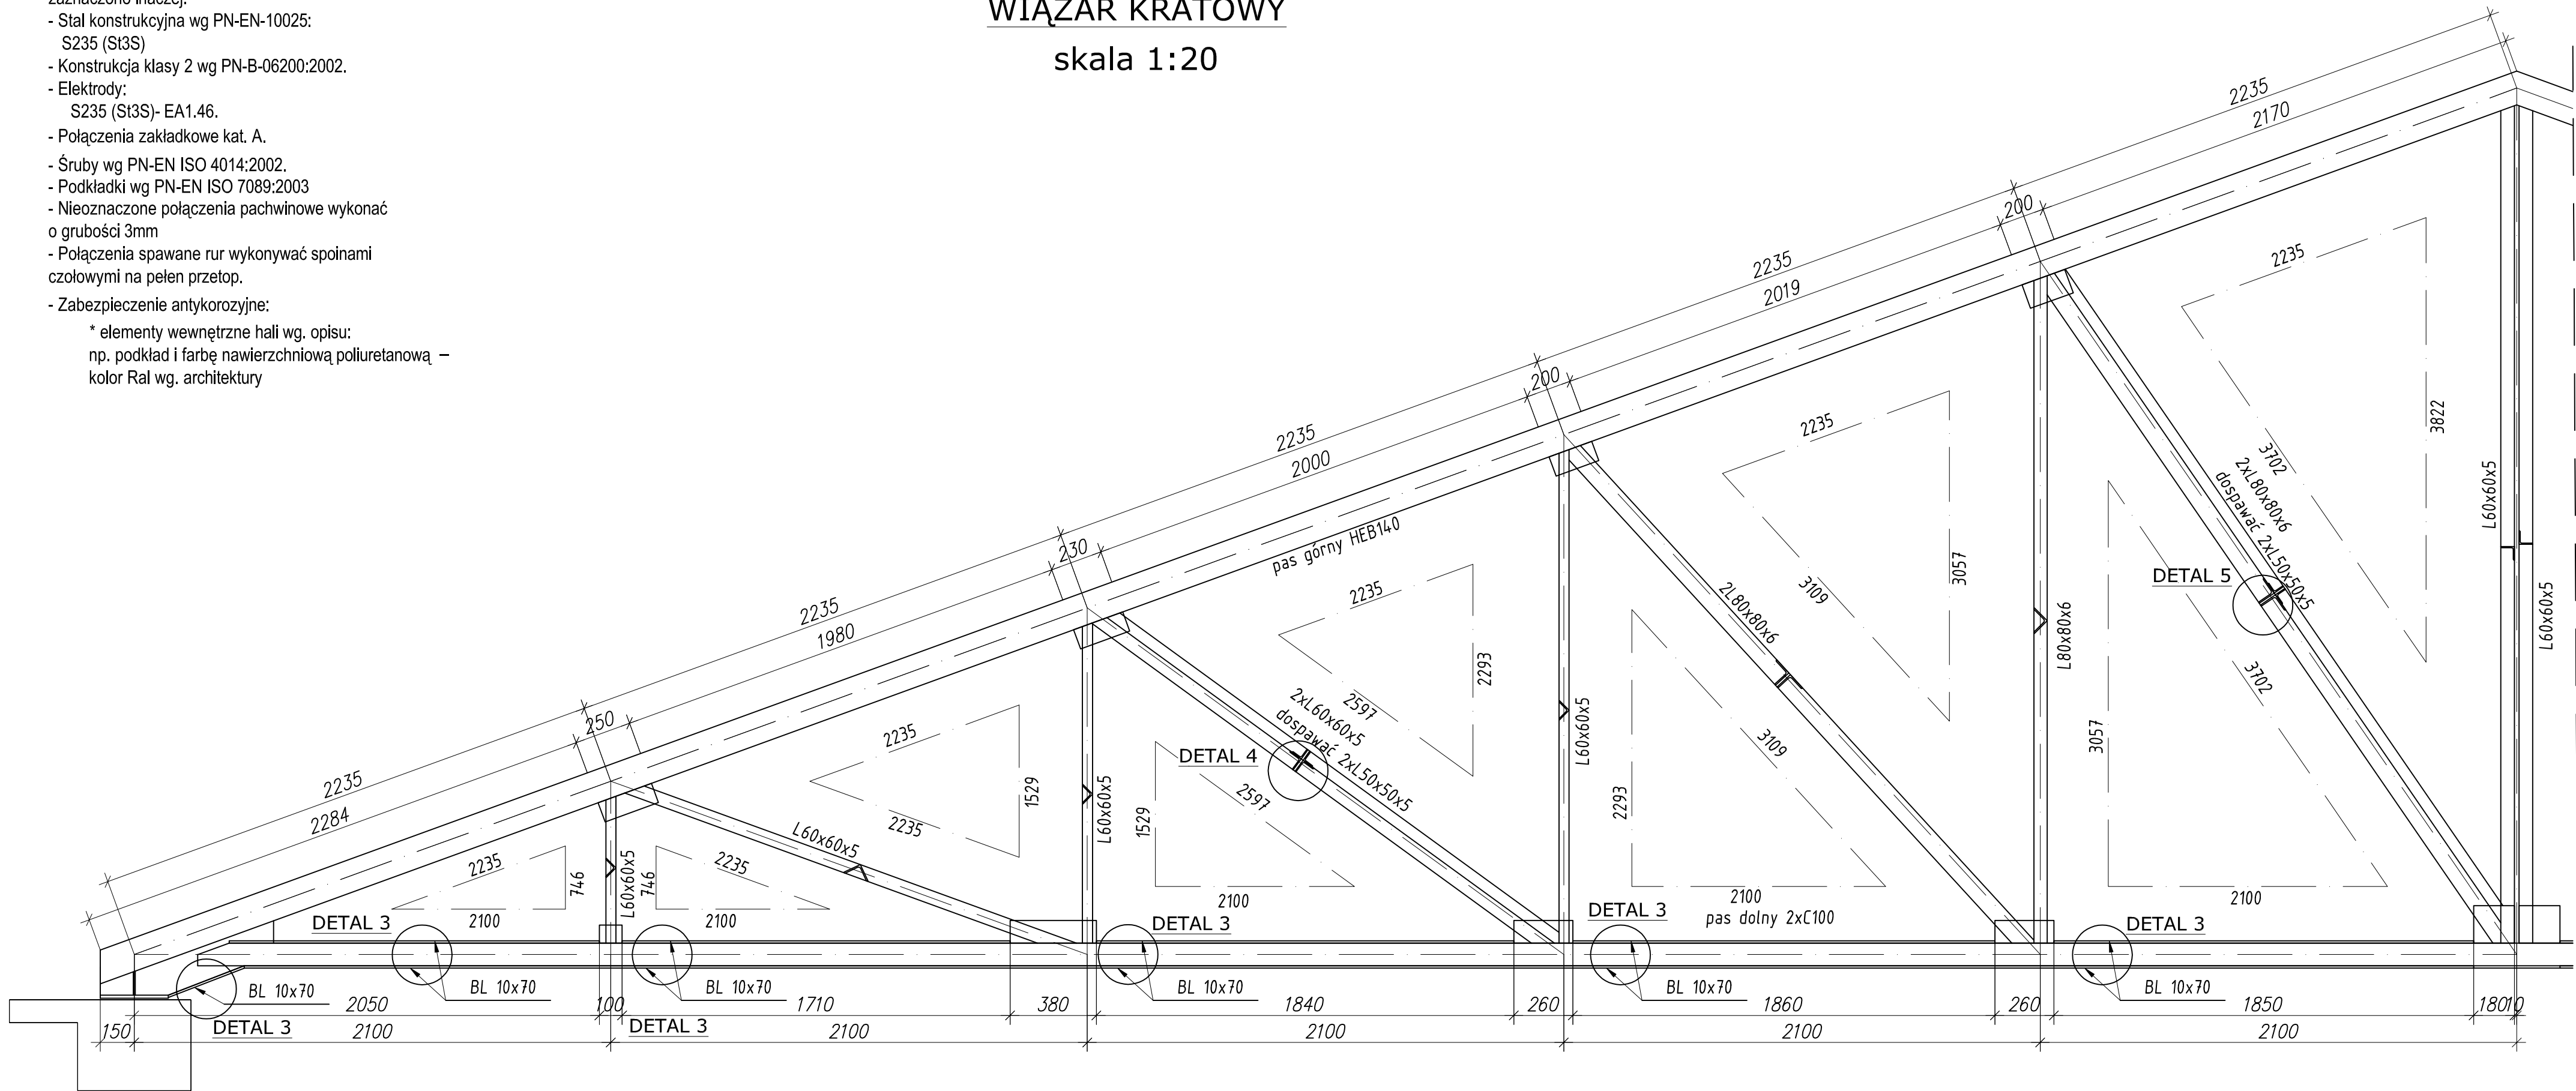 zaznaczono inaczej.
- Stal konstrukcyjna wg PN-EN-10025:
S235 (St3S)
- Konstrukcja klasy 2 wg PN-B-06200:2002.
- Elektrody:
S235 (St3S)- EA1.46.
- Połączenia zakładkowe kat. A.
- Śruby wg PN-EN ISO 4014:2002.
- Podkładki wg PN-EN ISO 7089:2003
- Nieoznaczone połączenia pachwinowe wykonać
o grubości 3mm
- Połączenia spawane rur wykonywać spoinami
czołowymi na pełen przetop.
- Zabezpieczenie antykorozyjne:
* elementy wewnętrzne hali wg. opisu:
np. podkład i farbę nawierzchniową poliuretanową –
kolor Ral wg. architektury
WIĄZAR KRATOWY
skala 1:20
2235
2284
250
2235
1980
230
2235
2000
200
2235
2019
200
2235
2170
pas górny HEB140
2235
746
2100
L60x60x5
746
2235
2100
L60x60x5
2235
1529
2235
L60x60x5
1529
2597
2100
DETAL 4
2xL60x60x5
dospawać 2xL50x50x5
2235
2293
2597
L60x60x5
2293
3109
2100
pas dolny 2xC100
2L80x80x6
2235
3057
3109
L80x80x6
3057
3702
2100
DETAL 5
2xL80x80x6
dospawać 2xL50x50x5
2235
3822
3702
L60x60x5
L60x60x5
DETAL 3
DETAL 3
DETAL 3
DETAL 3
BL 10x70
BL 10x70
BL 10x70
BL 10x70
BL 10x70
BL 10x70
DETAL 3
DETAL 3
2050
100
1710
380
1840
260
1860
260
1850
180
10
150
2100
2100
2100
2100
2100